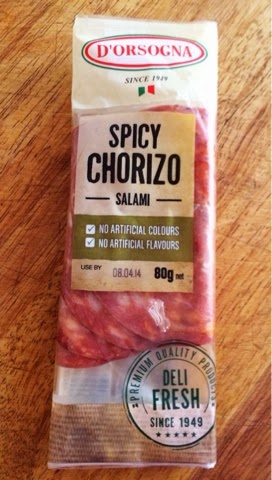 D'ORSOGNA
SINCE 1949
SPICY
CHORIZO
SALAMI
NO ARTIFICIAL COLOURS
NO ARTIFICIAL FLAVOURS
USE BY 08.04.14 80g net
PREMIUM QUALITY PRODUCTS
DELI
FRESH
SINCE 1949